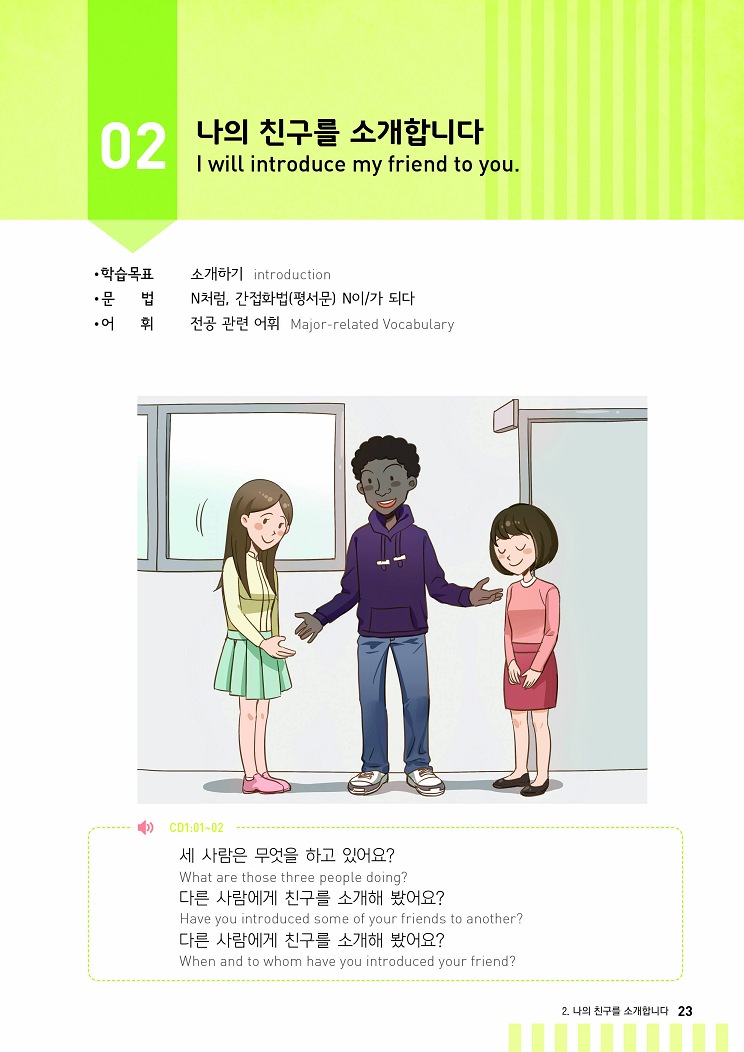 02
나의 친구를 소개합니다
I will introduce my friend to you.
•학습목표 소개하기 introduction
•문 법 N처럼, 간접화법(평서문) N이/가 되다
•어 휘 전공 관련 어휘 Major-related Vocabulary
CD1:01~02
세 사람은 무엇을 하고 있어요?
What are those three people doing?
다른 사람에게 친구를 소개해 봤어요?
Have you introduced some of your friends to another?
다른 사람에게 친구를 소개해 봤어요?
When and to whom have you introduced your friend?
2. 나의 친구를 소개합니다 23